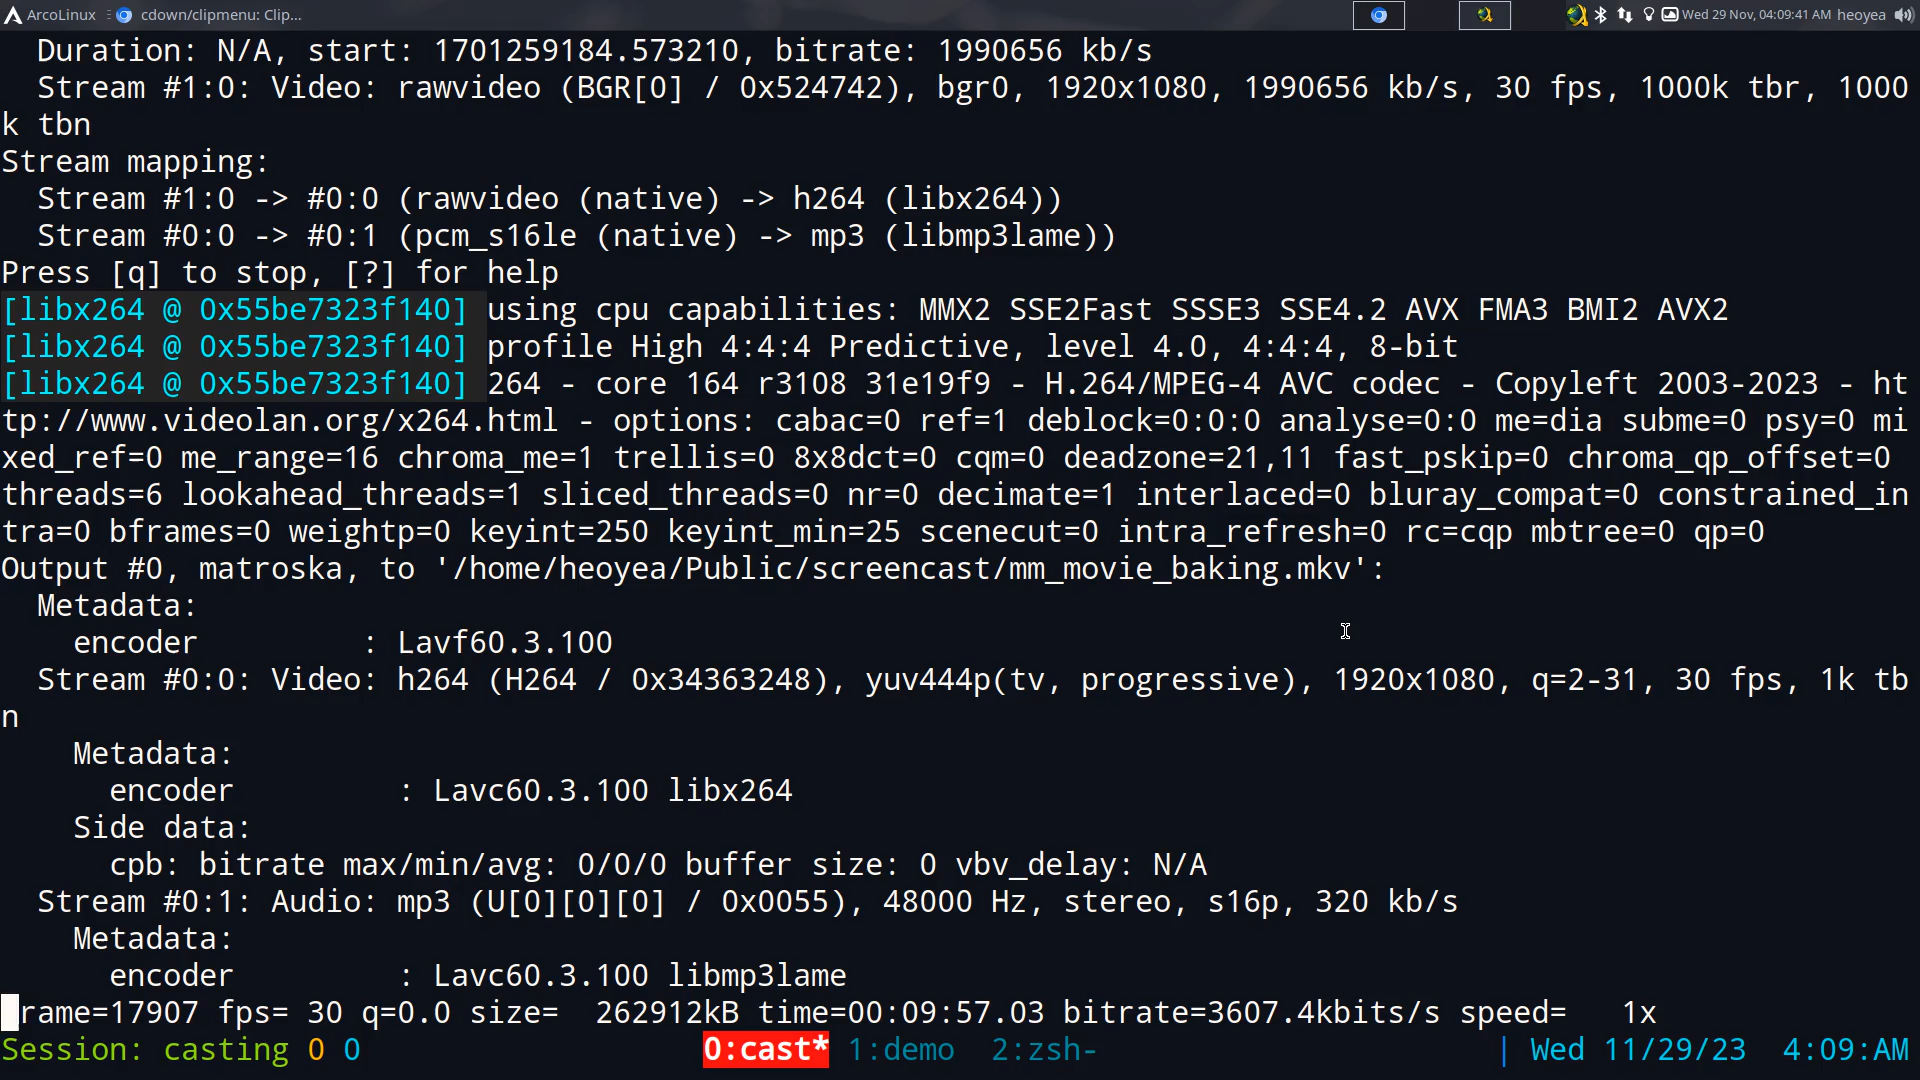 ArcoLinux cdown/clipmenu: Clip... Wed 29 Nov, 04:09:41 AM heoyea
  Duration: N/A, start: 1701259184.573210, bitrate: 1990656 kb/s
  Stream #1:0: Video: rawvideo (BGR[0] / 0x524742), bgr0, 1920x1080, 1990656 kb/s, 30 fps, 1000k tbr, 1000
k tbn
Stream mapping:
  Stream #1:0 -> #0:0 (rawvideo (native) -> h264 (libx264))
  Stream #0:0 -> #0:1 (pcm_s16le (native) -> mp3 (libmp3lame))
Press [q] to stop, [?] for help
[libx264 @ 0x55be7323f140] using cpu capabilities: MMX2 SSE2Fast SSSE3 SSE4.2 AVX FMA3 BMI2 AVX2
[libx264 @ 0x55be7323f140] profile High 4:4:4 Predictive, level 4.0, 4:4:4, 8-bit
[libx264 @ 0x55be7323f140] 264 - core 164 r3108 31e19f9 - H.264/MPEG-4 AVC codec - Copyleft 2003-2023 - ht
tp://www.videolan.org/x264.html - options: cabac=0 ref=1 deblock=0:0:0 analyse=0:0 me=dia subme=0 psy=0 mi
xed_ref=0 me_range=16 chroma_me=1 trellis=0 8x8dct=0 cqm=0 deadzone=21,11 fast_pskip=0 chroma_qp_offset=0
threads=6 lookahead_threads=1 sliced_threads=0 nr=0 decimate=1 interlaced=0 bluray_compat=0 constrained_in
tra=0 bframes=0 weightp=0 keyint=250 keyint_min=25 scenecut=0 intra_refresh=0 rc=cqp mbtree=0 qp=0
Output #0, matroska, to '/home/heoyea/Public/screencast/mm_movie_baking.mkv':
  Metadata:
    encoder         : Lavf60.3.100
  Stream #0:0: Video: h264 (H264 / 0x34363248), yuv444p(tv, progressive), 1920x1080, q=2-31, 30 fps, 1k tb
n
    Metadata:
      encoder         : Lavc60.3.100 libx264
    Side data:
      cpb: bitrate max/min/avg: 0/0/0 buffer size: 0 vbv_delay: N/A
  Stream #0:1: Audio: mp3 (U[0][0][0] / 0x0055), 48000 Hz, stereo, s16p, 320 kb/s
    Metadata:
      encoder         : Lavc60.3.100 libmp3lame
rame=17907 fps= 30 q=0.0 size=  262912kB time=00:09:57.03 bitrate=3607.4kbits/s speed=   1x
Session: casting 0 0 0:cast* 1:demo 2:zsh- | Wed 11/29/23 4:09:AM